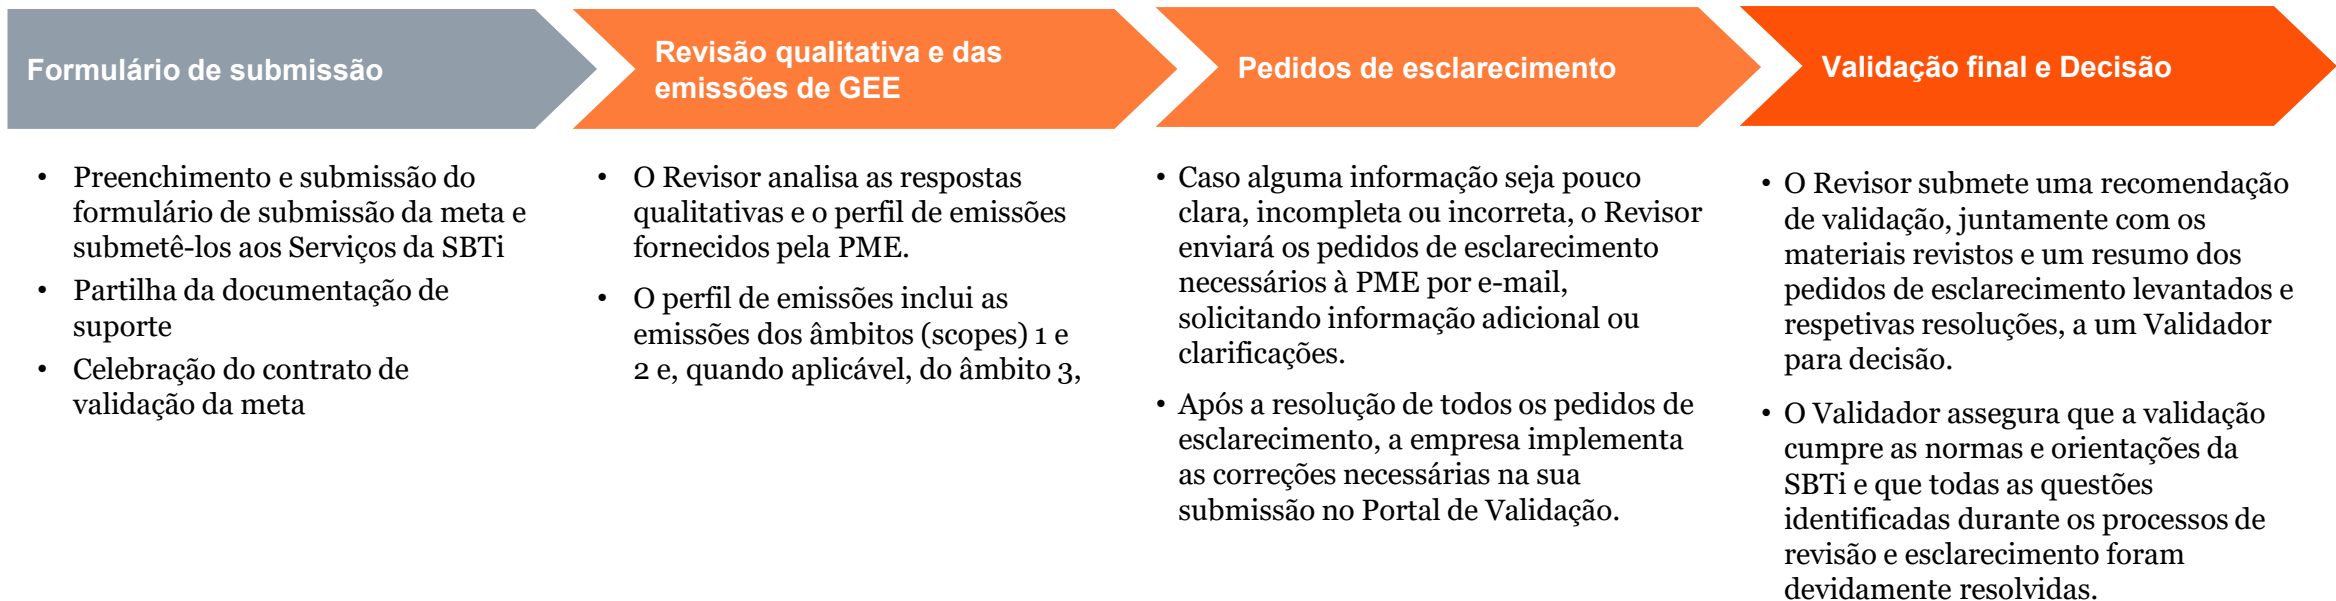 Formulário de submissão
• Preenchimento e submissão do
formulário de submissão da meta e
submetê-los aos Serviços da SBTi
• Partilha da documentação de
suporte
• Celebração do contrato de
validação da meta
Revisão qualitativa e das
emissões de GEE
• O Revisor analisa as respostas
qualitativas e o perfil de emissões
fornecidos pela PME.
• O perfil de emissões inclui as
emissões dos âmbitos (scopes) 1 e
2 e, quando aplicável, do âmbito 3,
Pedidos de esclarecimento
• Caso alguma informação seja pouco
clara, incompleta ou incorreta, o Revisor
enviará os pedidos de esclarecimento
necessários à PME por e-mail,
solicitando informação adicional ou
clarificações.
• Após a resolução de todos os pedidos de
esclarecimento, a empresa implementa
as correções necessárias na sua
submissão no Portal de Validação.
Validação final e Decisão
• O Revisor submete uma recomendação
de validação, juntamente com os
materiais revistos e um resumo dos
pedidos de esclarecimento levantados e
respetivas resoluções, a um Validador
para decisão.
• O Validador assegura que a validação
cumpre as normas e orientações da
SBTi e que todas as questões
identificadas durante os processos de
revisão e esclarecimento foram
devidamente resolvidas.